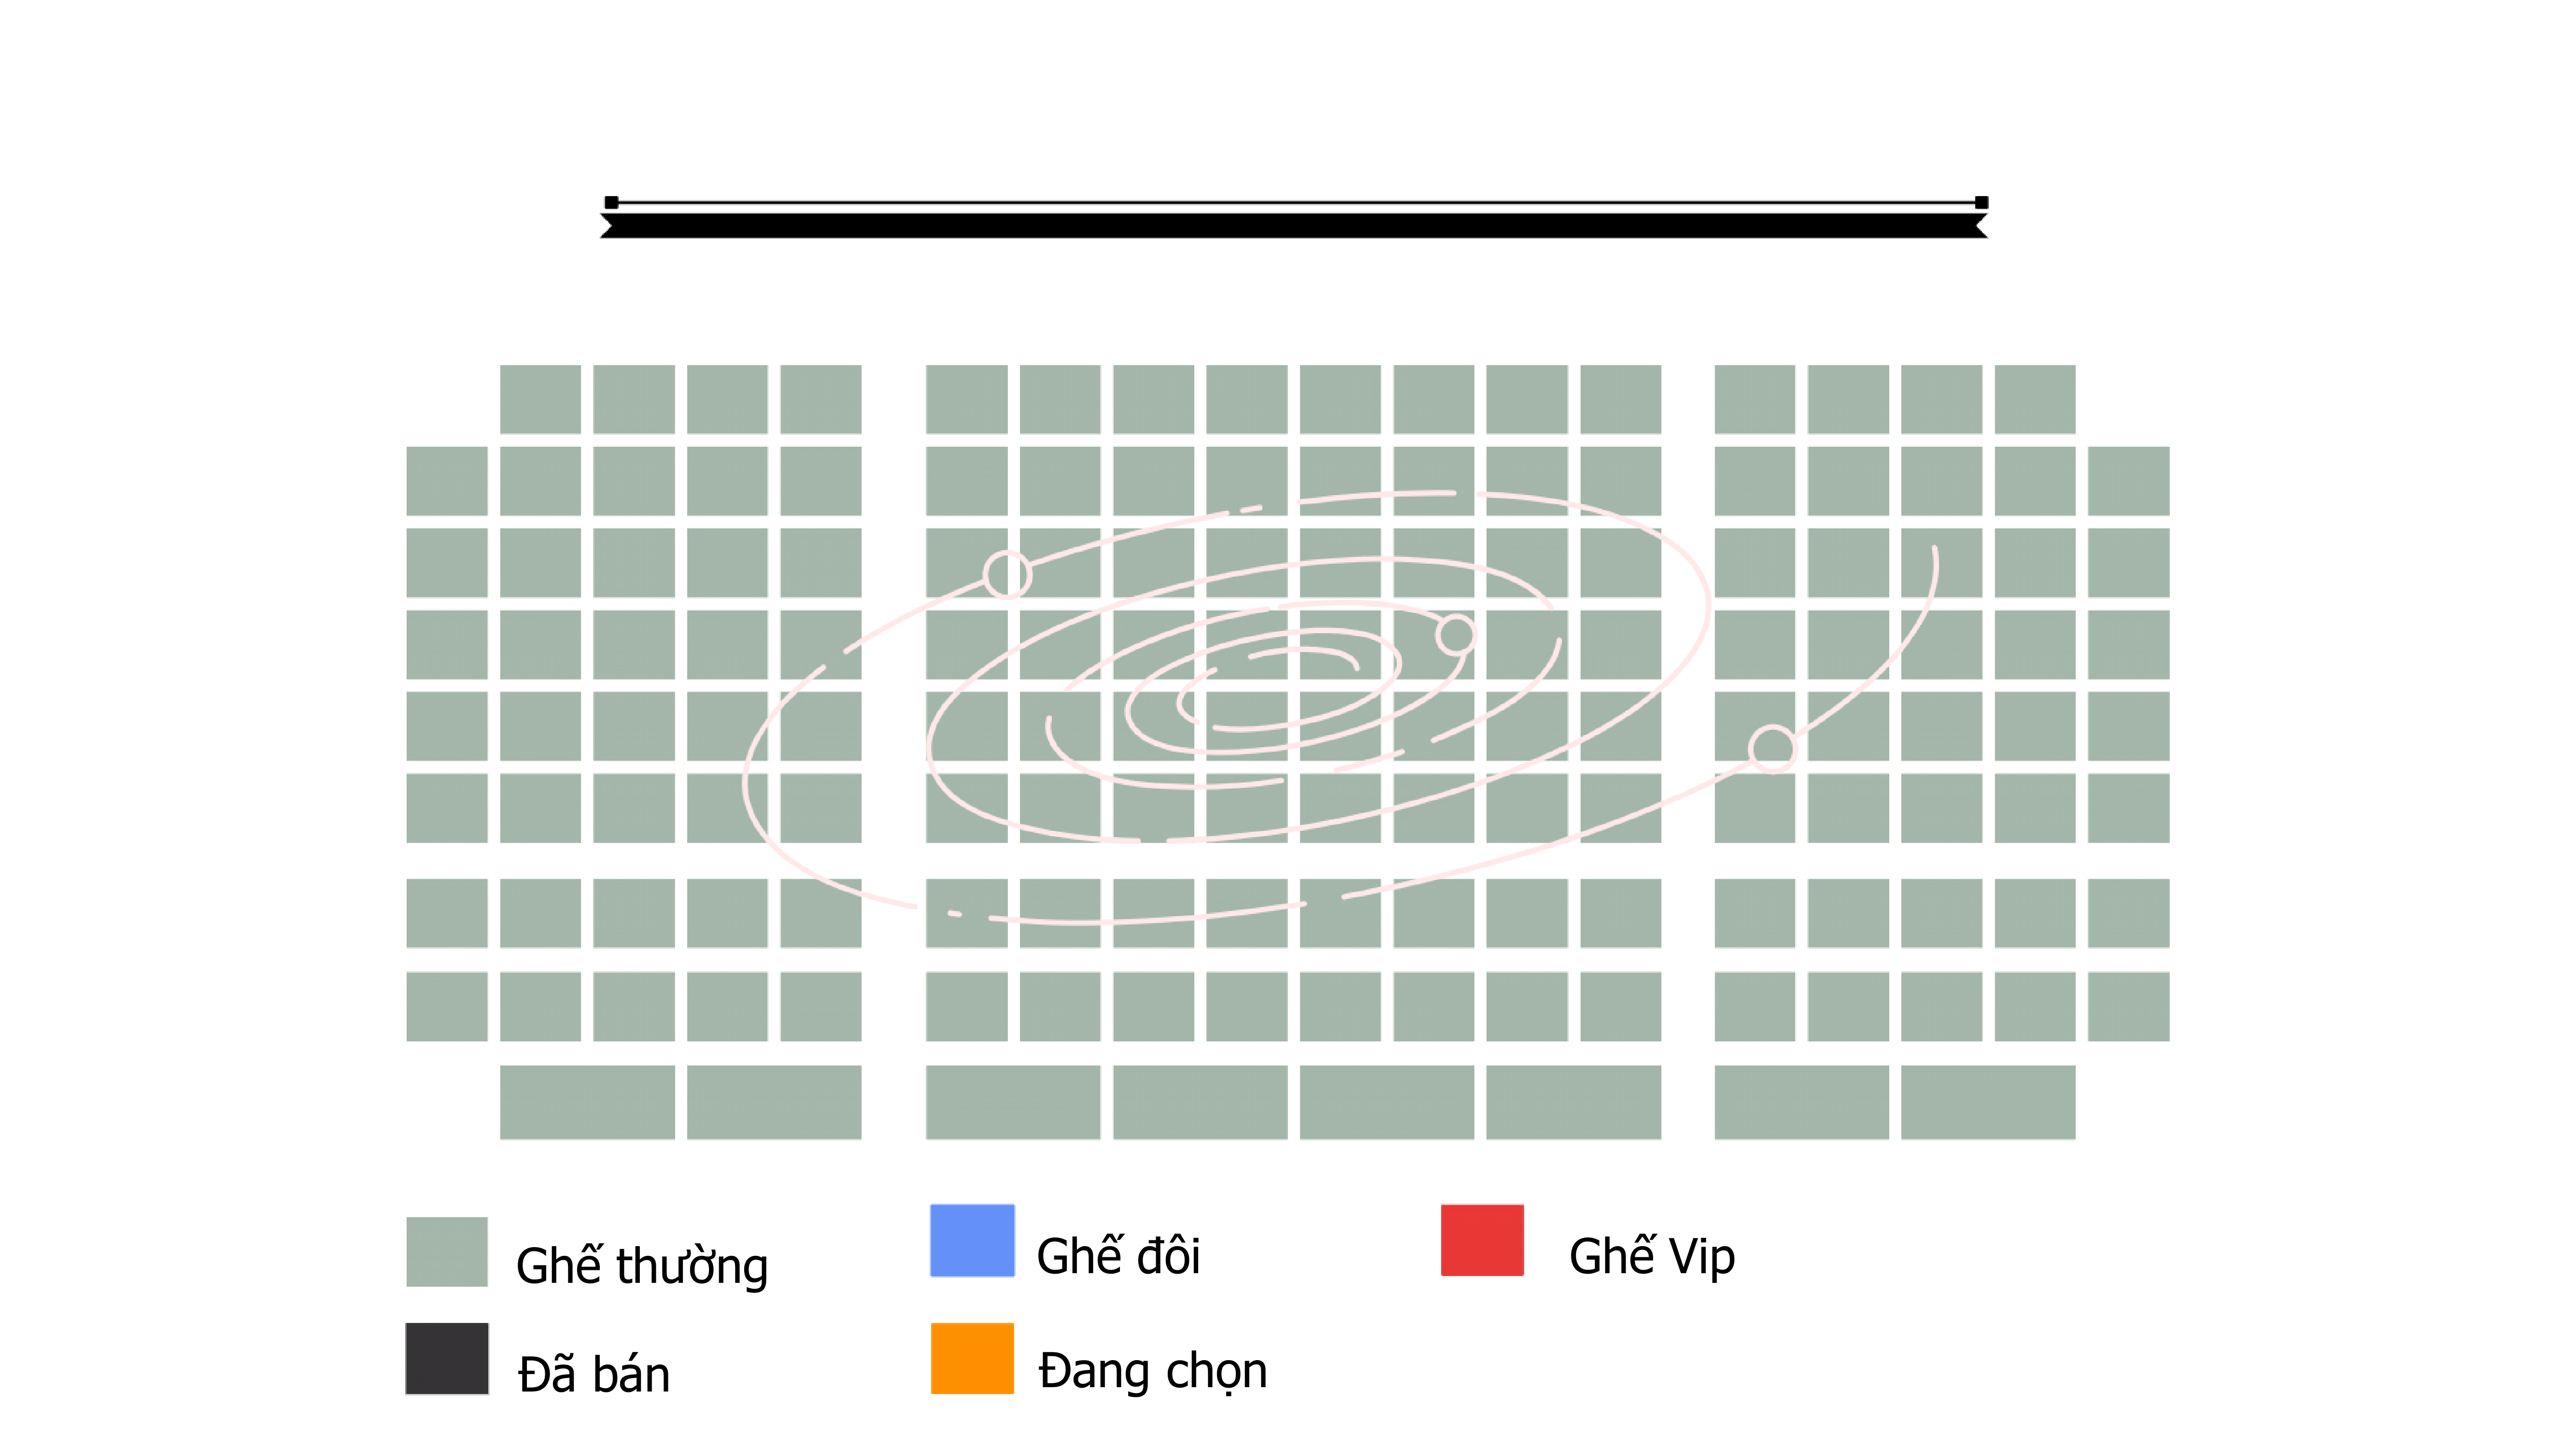 Ghế thường
Ghế đôi
Ghế Vip
Đã bán
Đang chọn